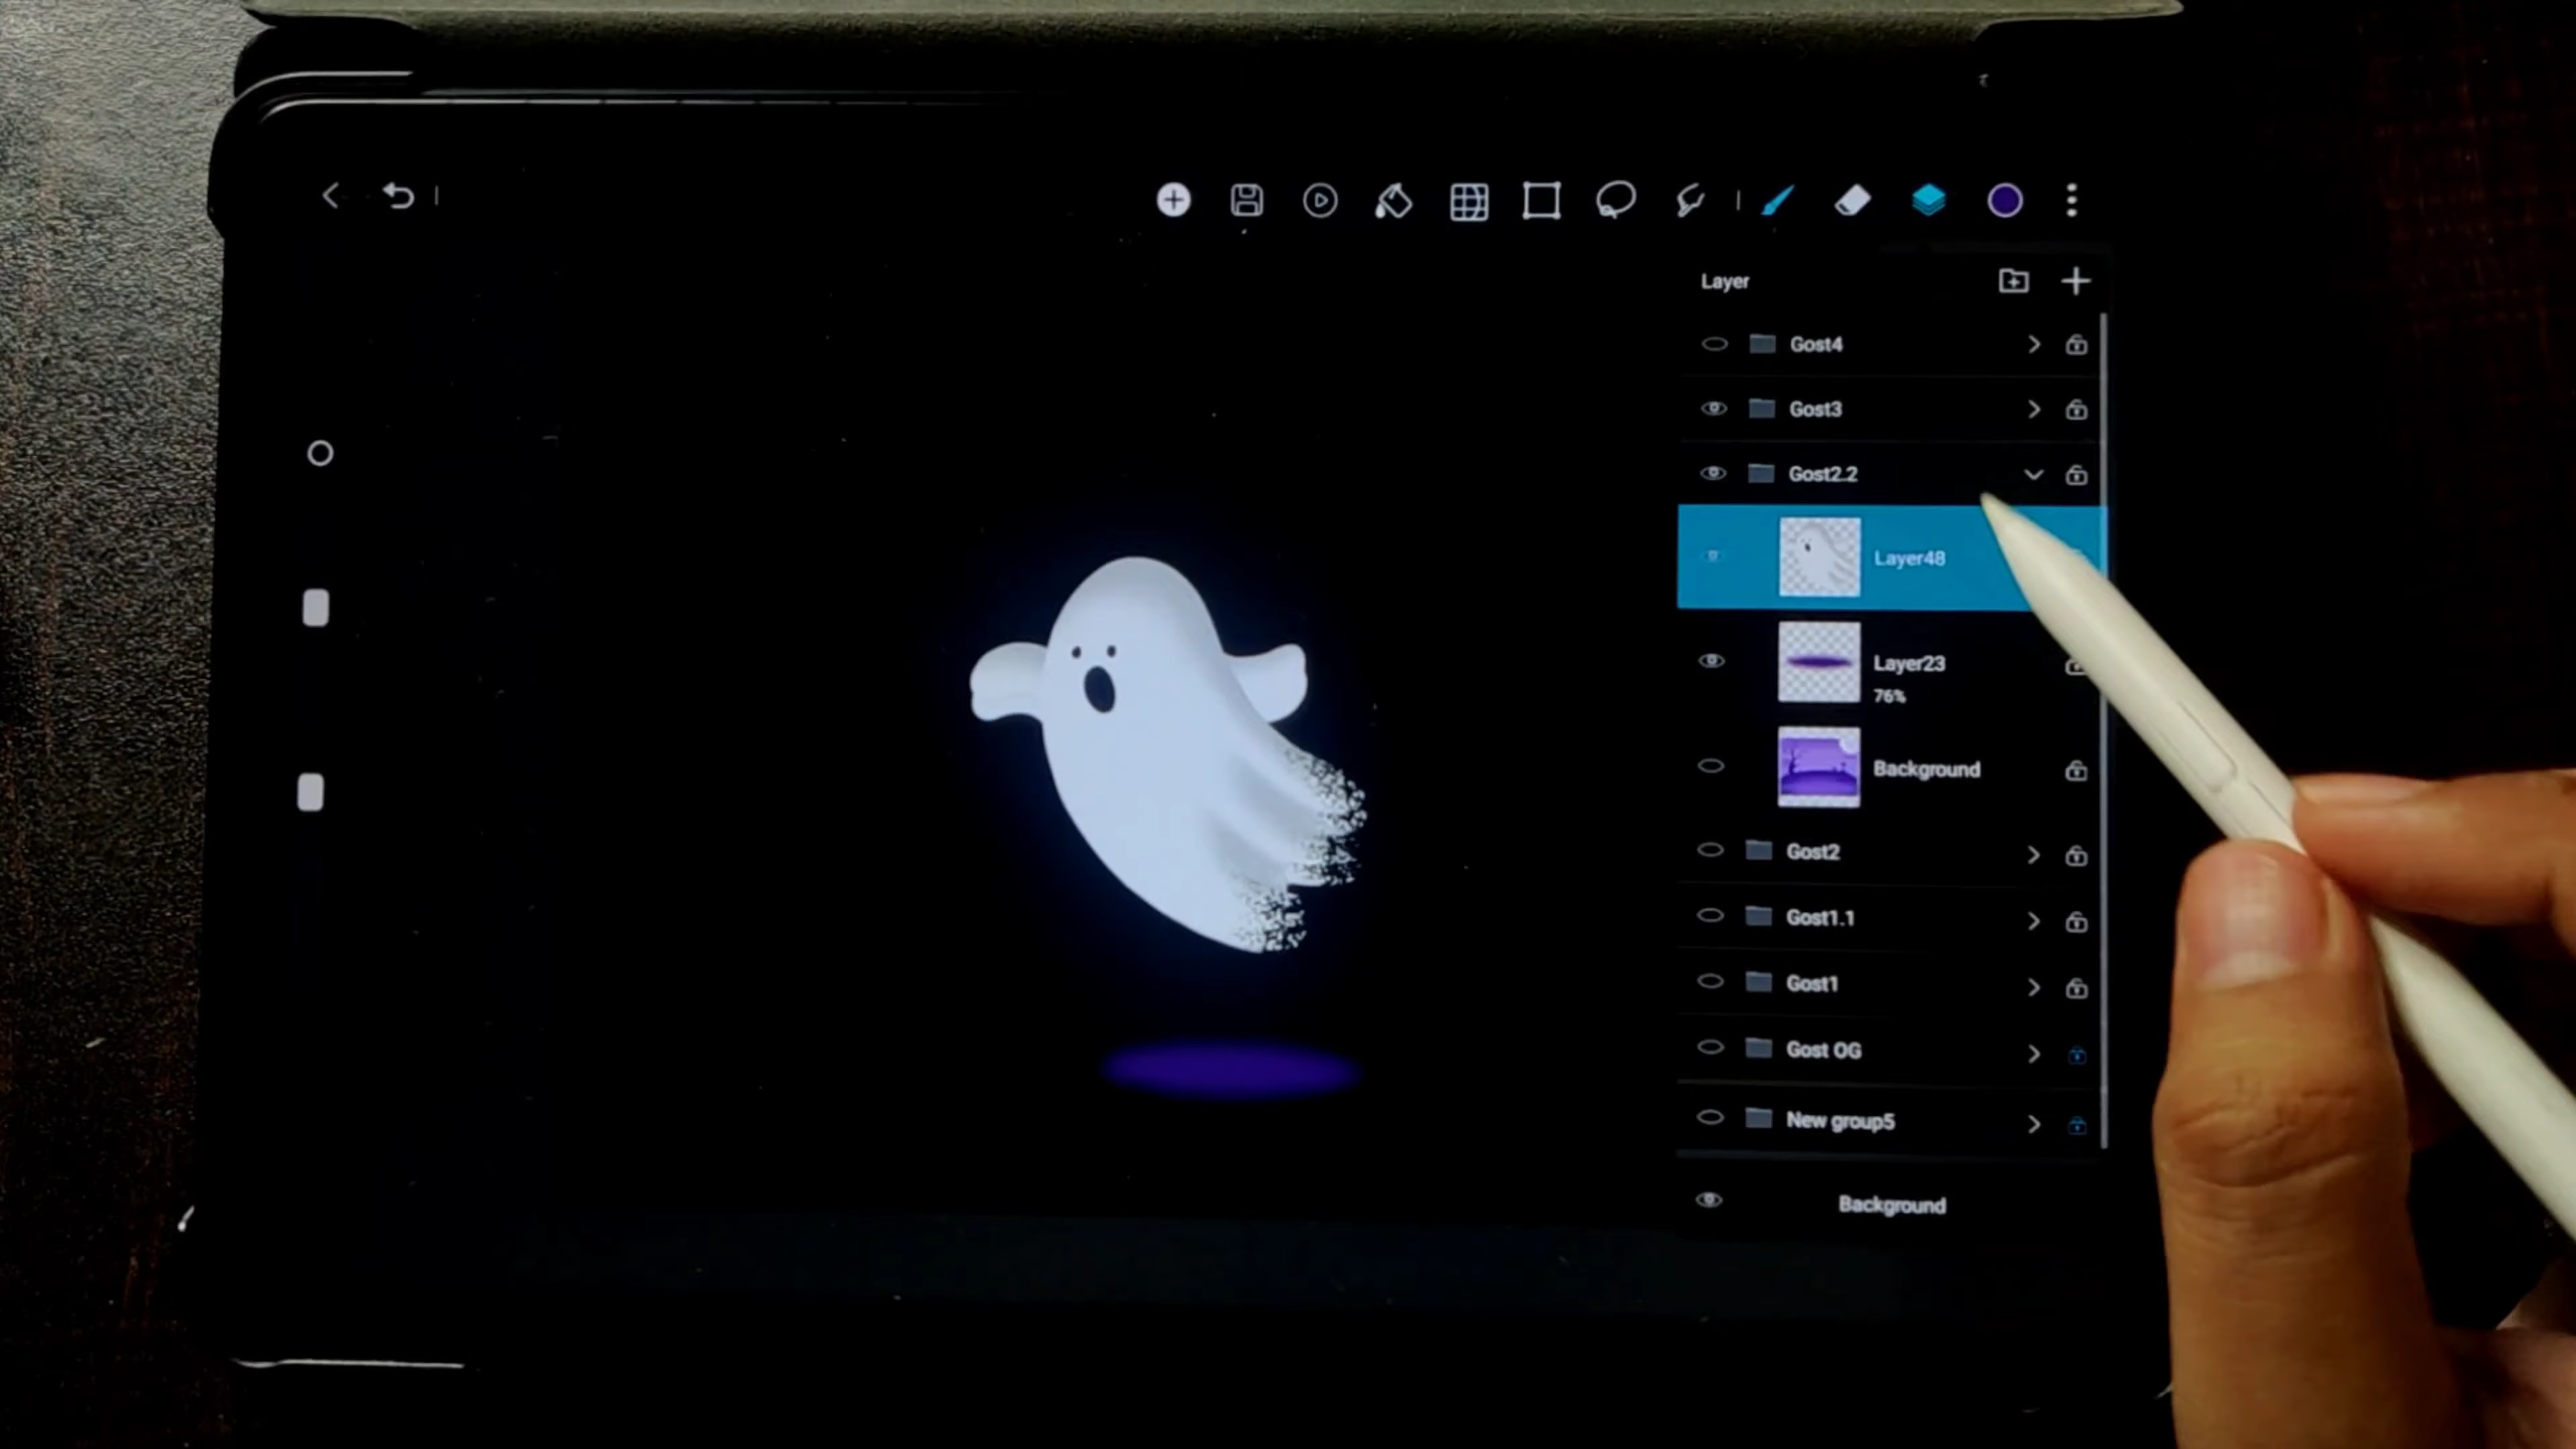 Layer
Gost4
Gost3
Gost2.2
Layer48
Layer23
76%
Background
Gost2
Gost1.1
Gost1
Gost OG
New group5
Background